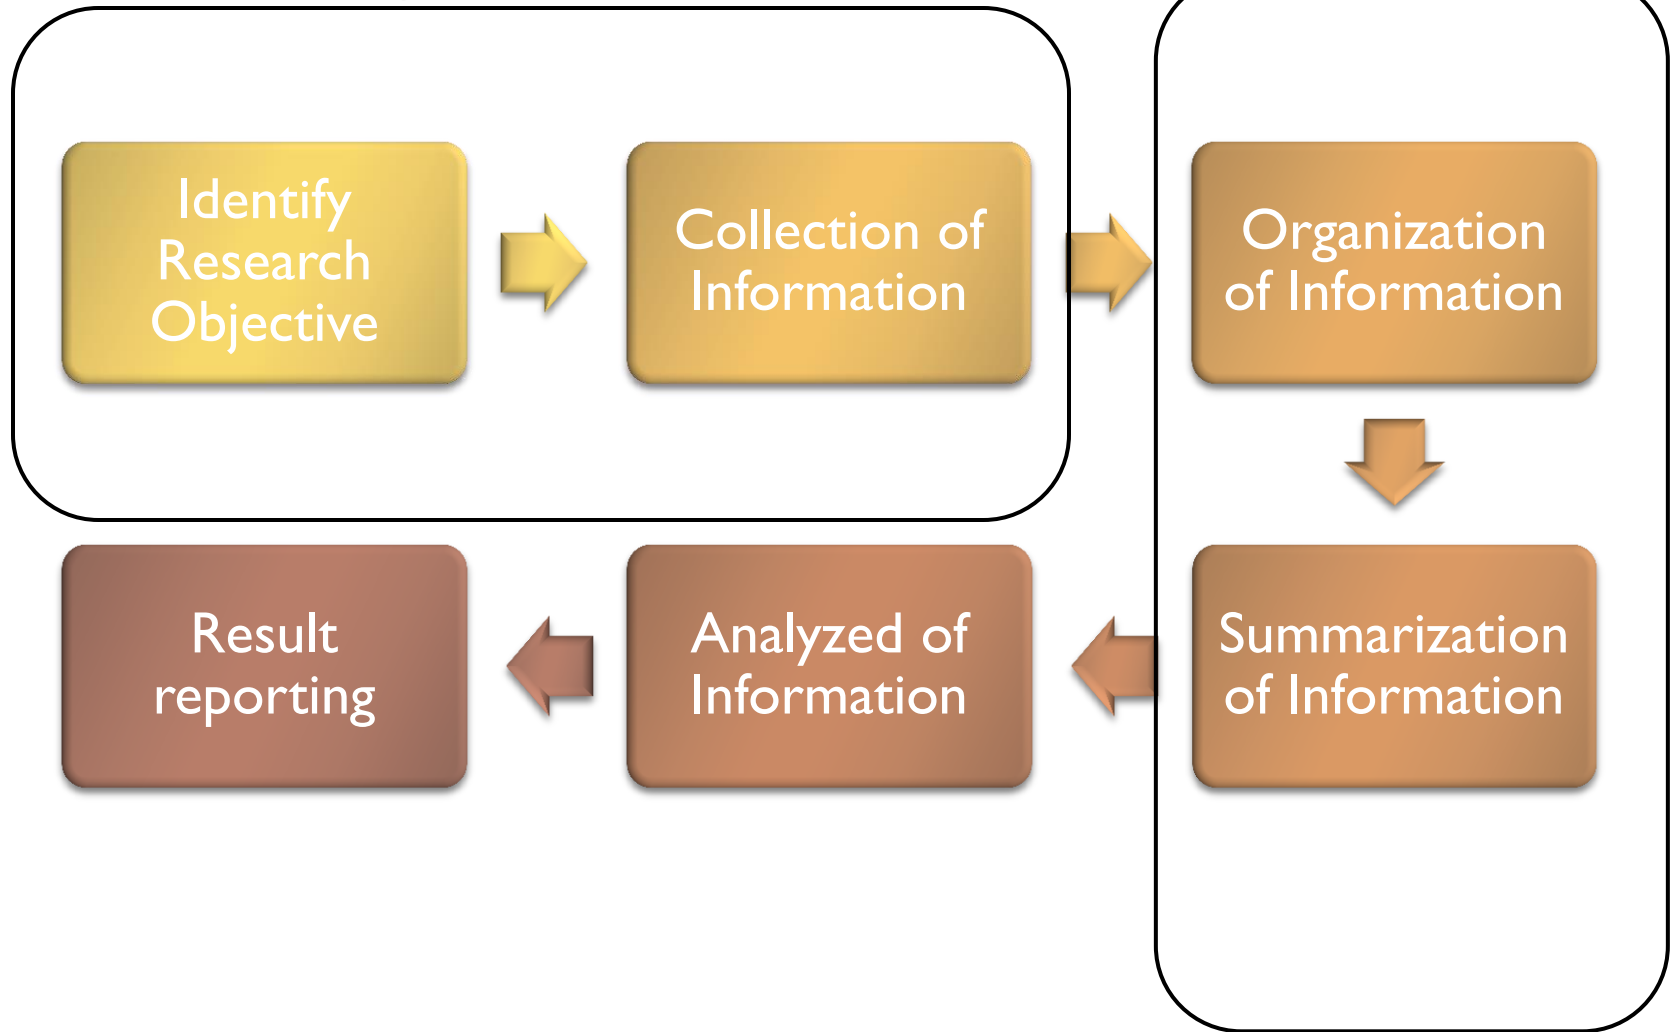 Identify
Research
Objective
Collection of
Information
Organization
of Information
Summarization
of Information
Analyzed of
Information
Result
reporting